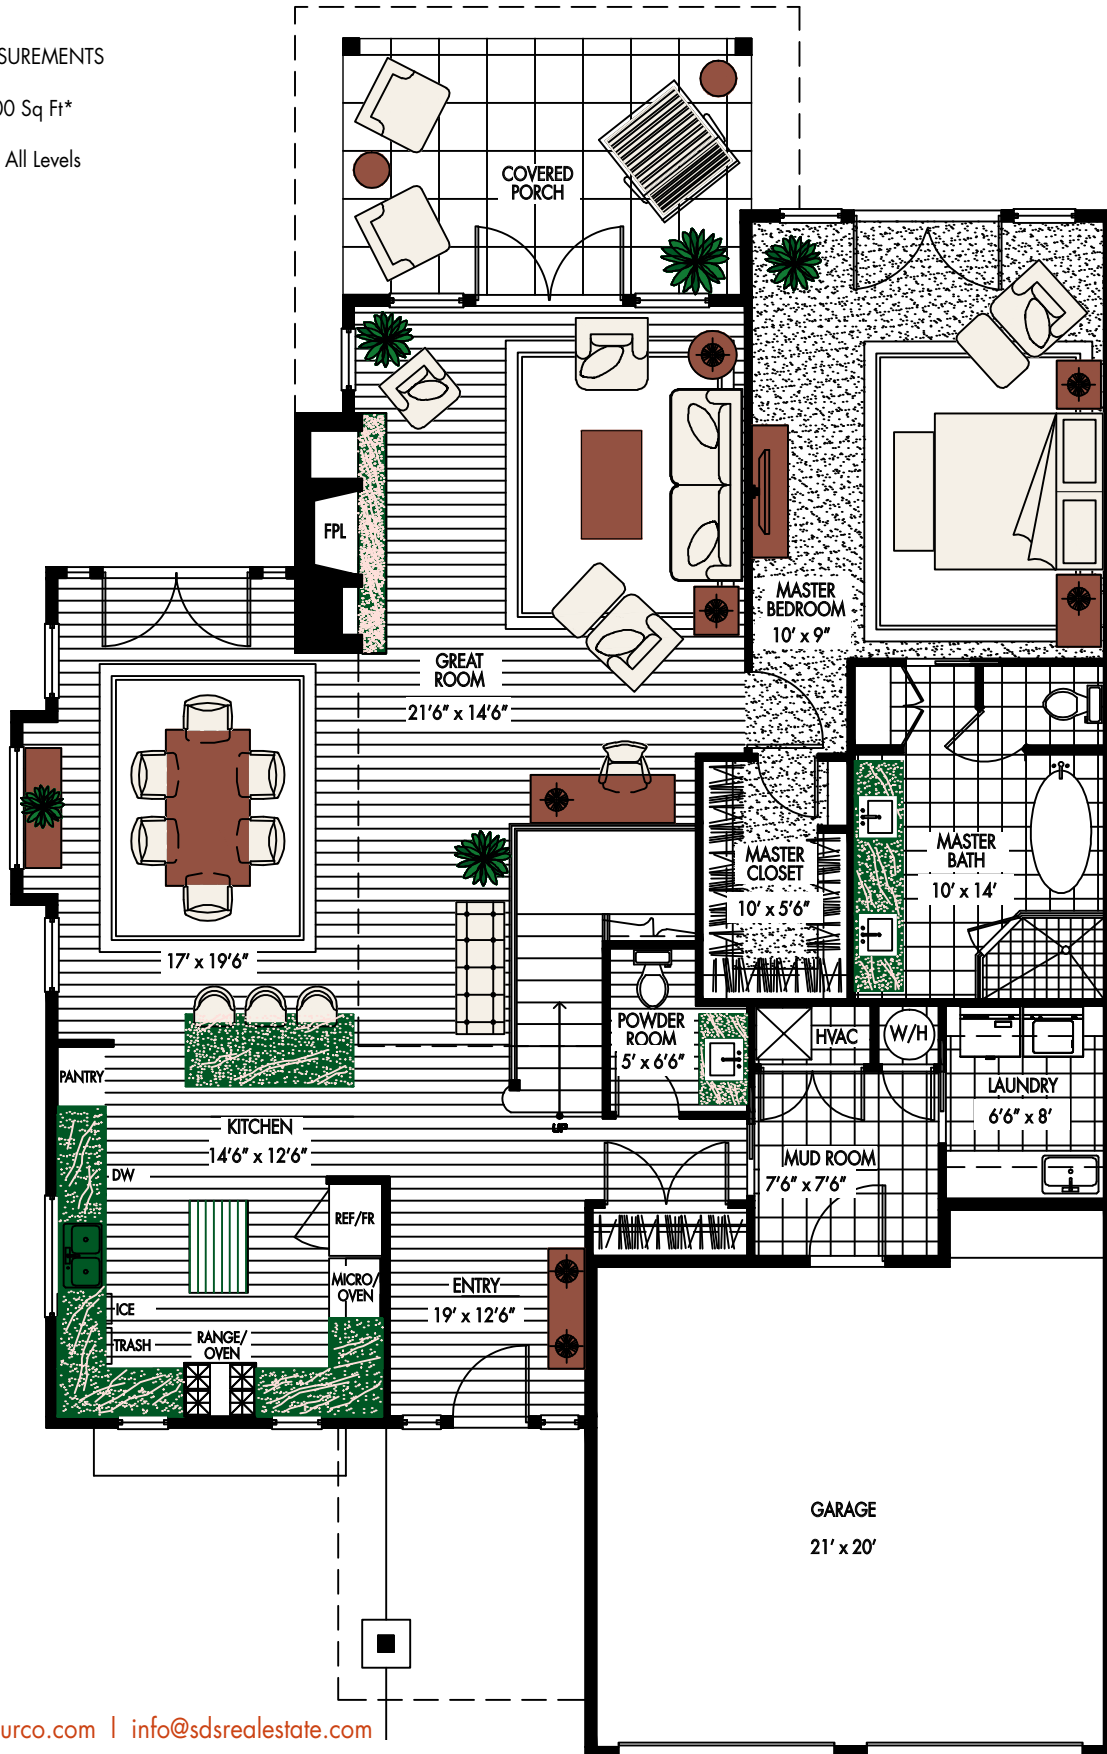 SUREMENTS
00 Sq Ft*
All Levels
COVERED
PORCH
FPL
MASTER
BEDROOM
10' x 9"
GREAT
ROOM
21'6" x 14'6"
MASTER
CLOSET
10' x 5'6"
MASTER
BATH
10' x 14'
17' x 19'6"
POWDER
ROOM
5' x 6'6"
HVAC
W/H
PANTRY
LAUNDRY
6'6" x 8'
KITCHEN
14'6" x 12'6"
UP
DW
MUD ROOM
7'6" x 7'6"
REF/FR
MICRO/
OVEN
ENTRY
19' x 12'6"
ICE
TRASH
RANGE/
OVEN
GARAGE
21' x 20'
urco.com | info@sdsrealestate.com